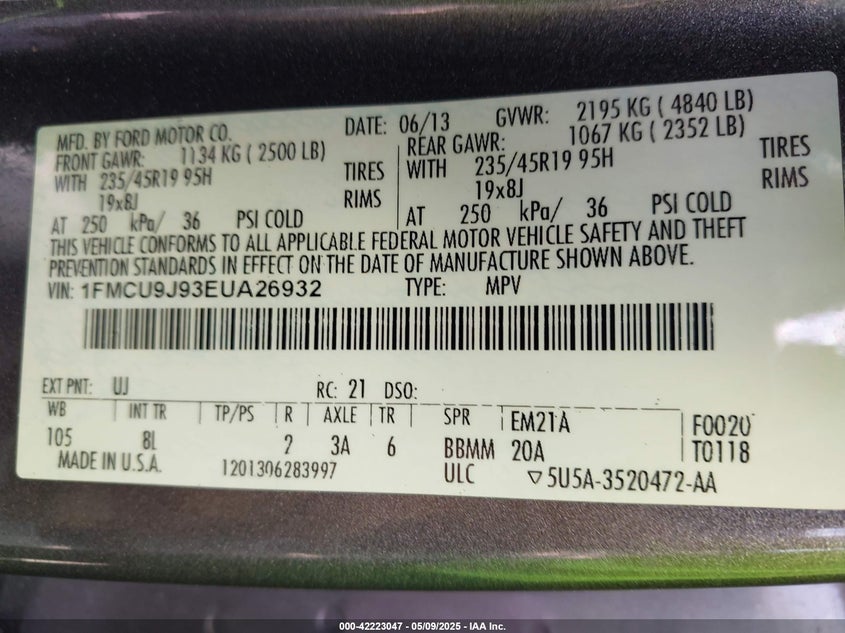 MFD. BY FORD MOTOR CO. DATE: 06/13 GVWR: 2195 KG ( 4840 LB)
FRONT GAWR: 1134 KG ( 2500 LB) REAR GAWR: 1067 KG ( 2352 LB)
WITH 235/45R19 95H TIRES WITH 235/45R19 95H TIRES
19x8J RIMS 19x8J RIMS
AT 250 kPa/ 36 PSI COLD AT 250 kPa/ 36 PSI COLD
THIS VEHICLE CONFORMS TO ALL APPLICABLE FEDERAL MOTOR VEHICLE SAFETY AND THEFT
PREVENTION STANDARDS IN EFFECT ON THE DATE OF MANUFACTURE SHOWN ABOVE.
VIN: 1FMCU9J93EUA26932 TYPE: MPV
EXT PNT: UJ RC: 21 DSO:
WB INT TR TP/PS R AXLE TR SPR EM21A F0020
105 8L 2 3A 6 BBMM 20A T0118
MADE IN U.S.A. 1201306283997 ULC ▽5U5A-3520472-AA
000-42223047 - 05/09/2025 - IAA Inc.